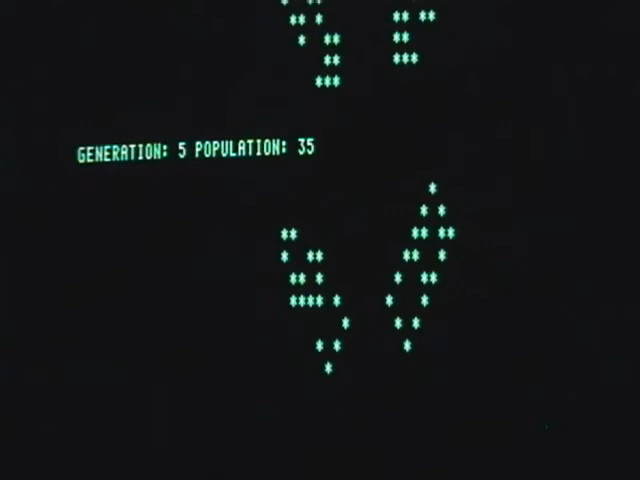 ** *   ** **
*  **   **
**   ***
***
GENERATION: 5 POPULATION: 35
*
* *
**   ** **
*  **   **  *
** *   *  **
**** *   *   *
*   * *
* *   *
*